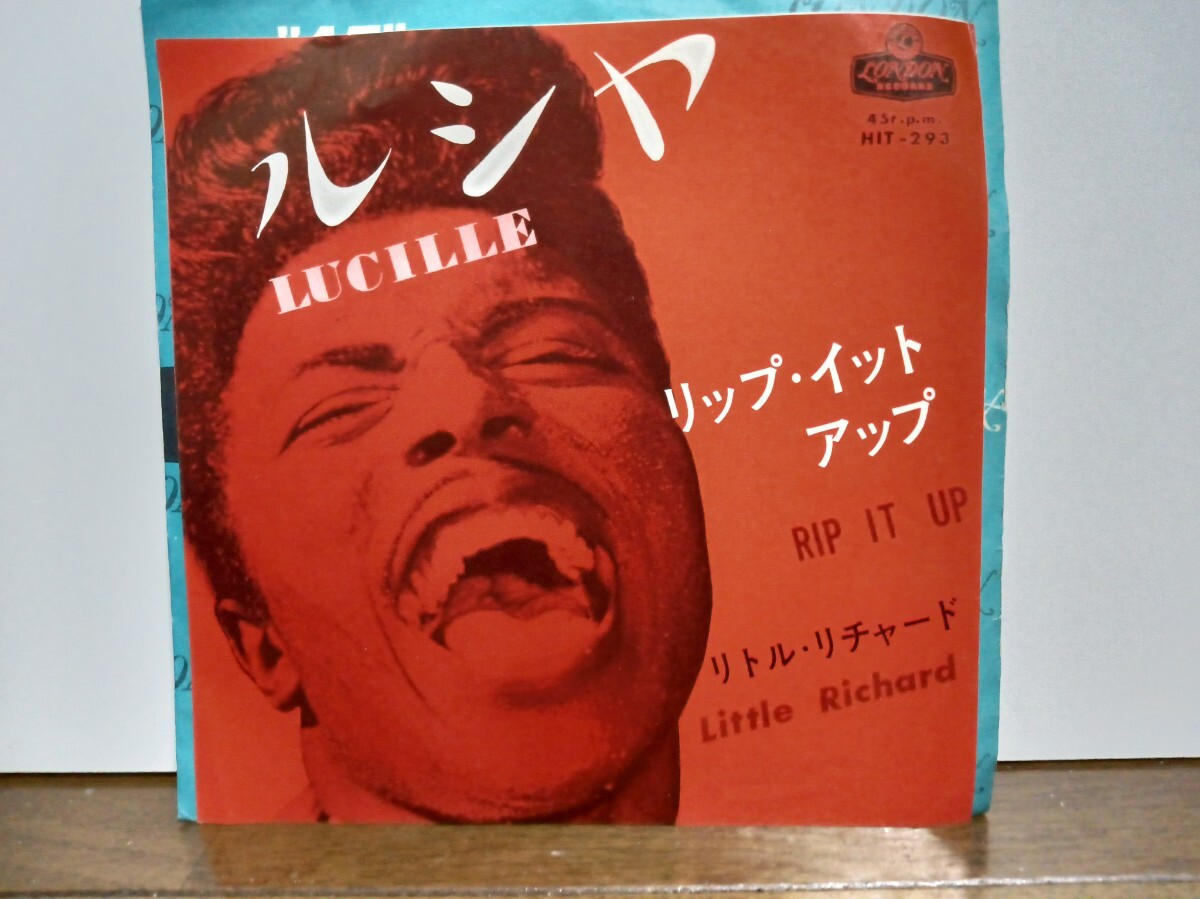 ルシヤ
LUCILLE
LONDON
RECORDS
45r.p.m.
HIT-293
リップ・イット
アップ
RIP IT UP
リトル・リチャード
Little Richard